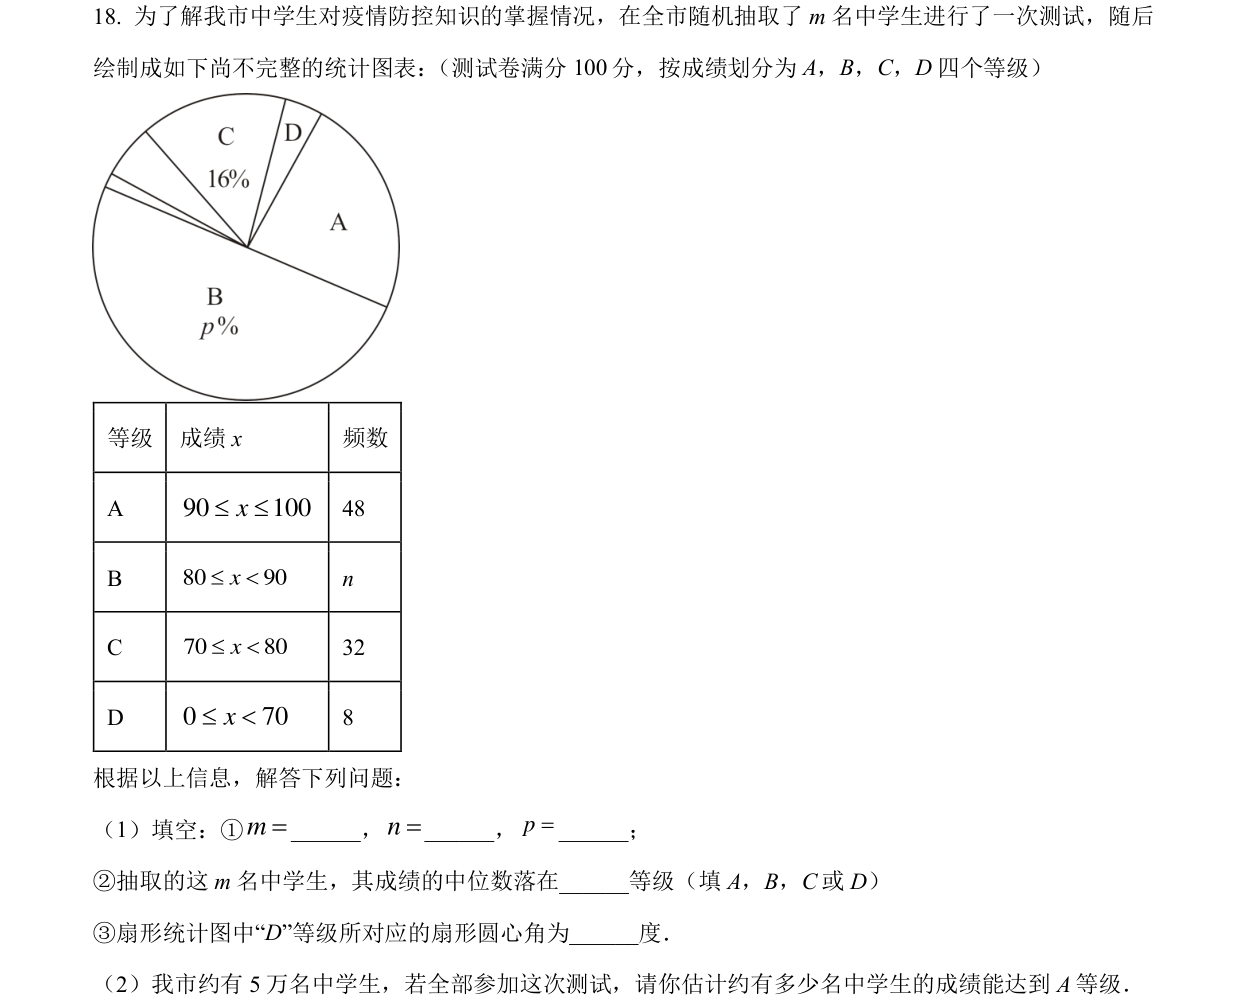 18. 为了解我市中学生对疫情防控知识的掌握情况，在全市随机抽取了 m 名中学生进行了一次测试，随后
绘制成如下尚不完整的统计图表：（测试卷满分 100 分，按成绩划分为 A，B，C，D 四个等级）
C
D
16%
A
B
p%
等级 成绩 x 频数
A 90≤x≤100 48
B 80≤x<90 n
C 70≤x<80 32
D 0≤x<70 8
根据以上信息，解答下列问题：
（1）填空：①m=______，n=______，p=______；
②抽取的这 m 名中学生，其成绩的中位数落在______等级（填 A，B，C 或 D）
③扇形统计图中“D”等级所对应的扇形圆心角为______度．
（2）我市约有 5 万名中学生，若全部参加这次测试，请你估计约有多少名中学生的成绩能达到 A 等级．